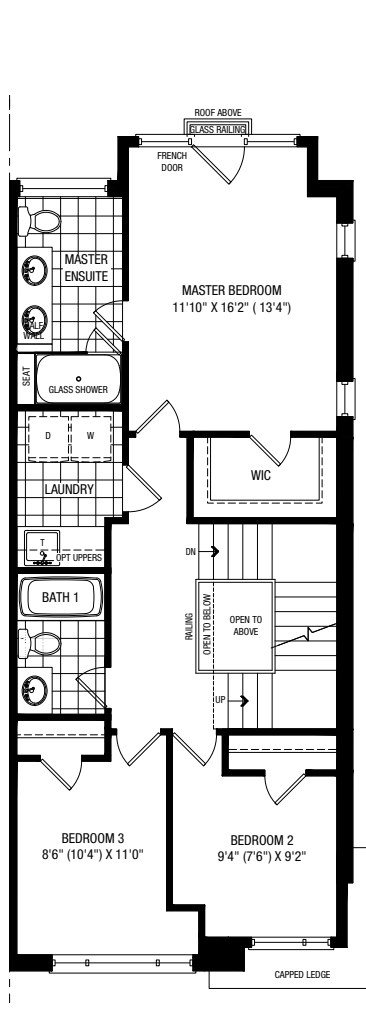 ROOF ABOVE
GLASS RAILING
FRENCH
DOOR
MASTER
ENSUITE
MASTER BEDROOM
11'10" X 16'2" ( 13'4")
HALF
WALL
SEAT
GLASS SHOWER
D
W
WIC
LAUNDRY
T
OPT UPPERS
DN
BATH 1
RAILING
OPEN TO BELOW
OPEN TO
ABOVE
UP
BEDROOM 3
8'6" (10'4") X 11'0"
BEDROOM 2
9'4" (7'6") X 9'2"
CAPPED LEDGE